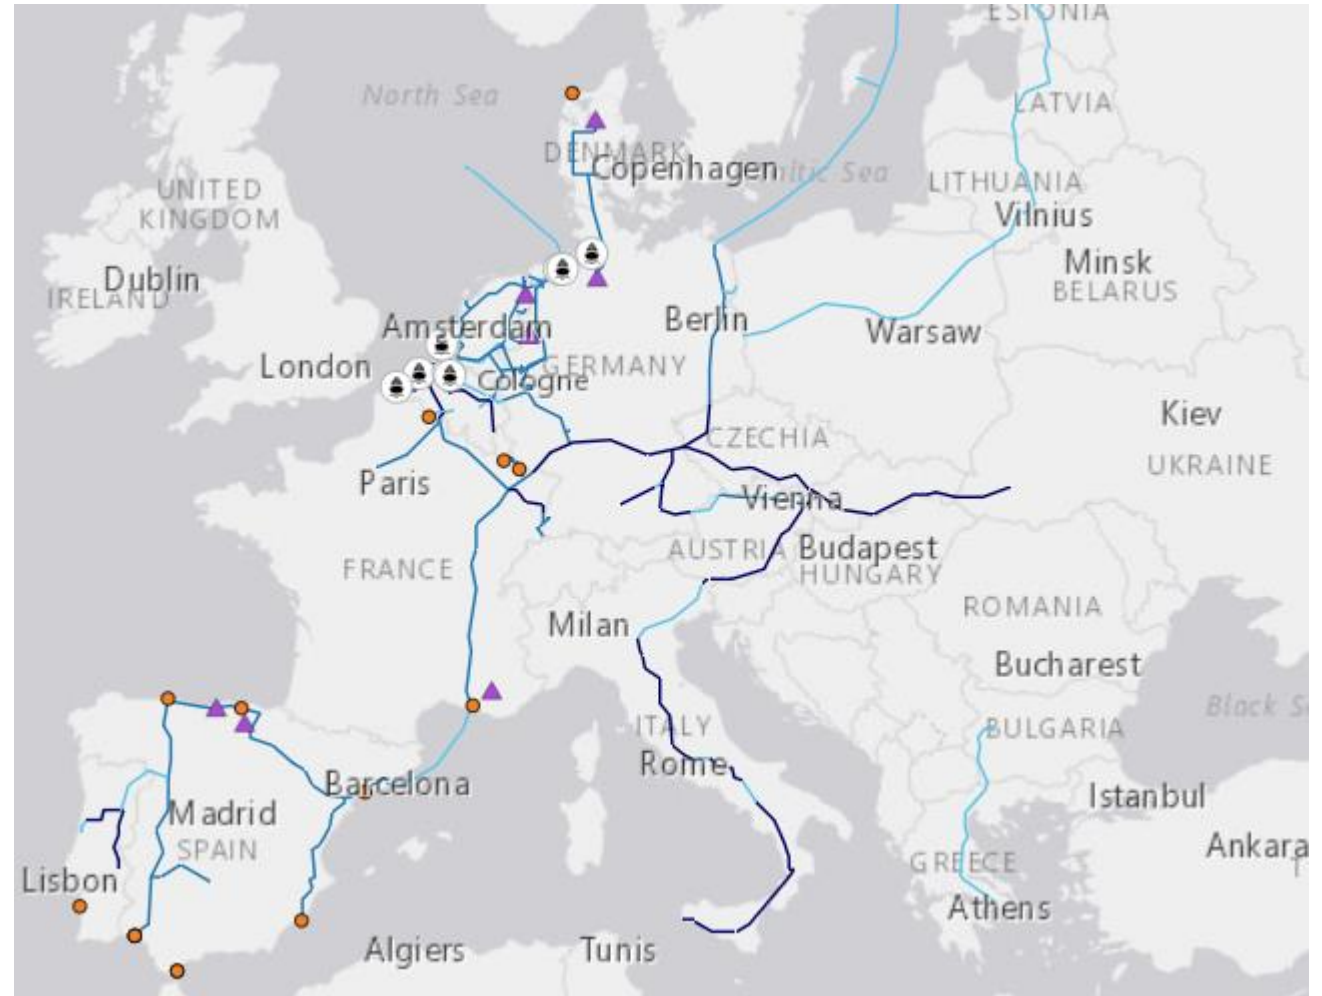 ESTONIA
North Sea
LATVIA
DENMARK
Copenhagen
Baltic Sea
UNITED
KINGDOM
LITHUANIA
Vilnius
Minsk
BELARUS
Dublin
IRELAND
Amsterdam
Berlin
Warsaw
London
GERMANY
Cologne
Kiev
CZECHIA
UKRAINE
Paris
Vienna
AUSTRIA
Budapest
HUNGARY
FRANCE
ROMANIA
Milan
Bucharest
Black S
ITALY
BULGARIA
Rome
Barcelona
Istanbul
Madrid
SPAIN
Ankara
GREECE
Lisbon
Athens
Algiers
Tunis